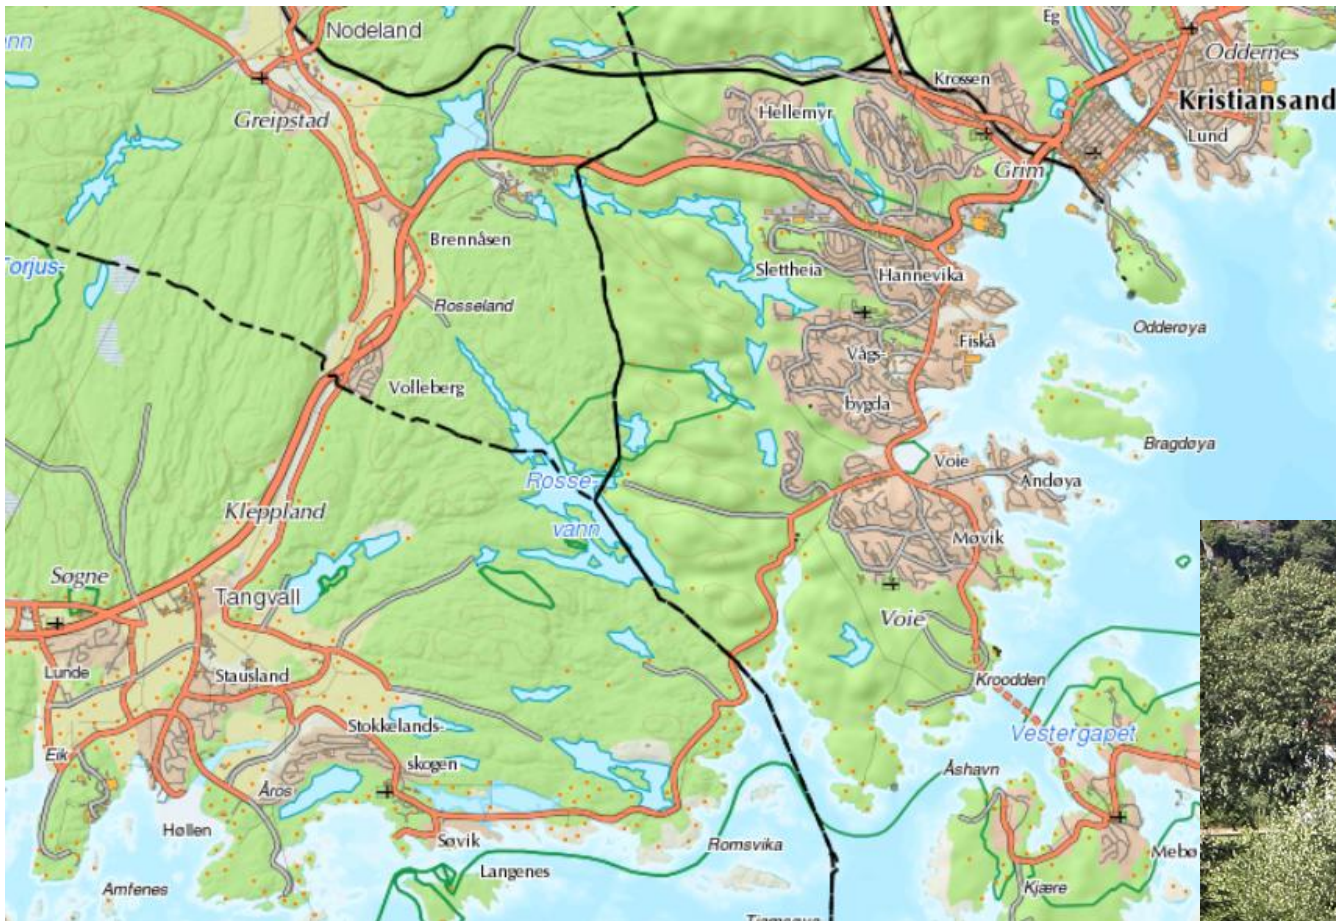 Eg
Nodeland
ann
Oddernes
Krossen
Kristiansand
Hellemyr
Greipstad
Lund
Grim
Brennåsen
Torjus-
Slettheia
Hannevika
Rosseland
Odderøya
Fiskå
Vågs-
Volleberg
bygda
Bragdøya
Voie
Rosse-
Andøya
Kleppland
vann
Møvik
Søgne
Tangvall
Voie
Lunde
Stausland
Kroodden
Stokkelands-
Vestergapet
Eik
skogen
Åshavn
Åros
Høllen
Søvik
Romsvika
Mebø
Langenes
Amfenes
Kjære